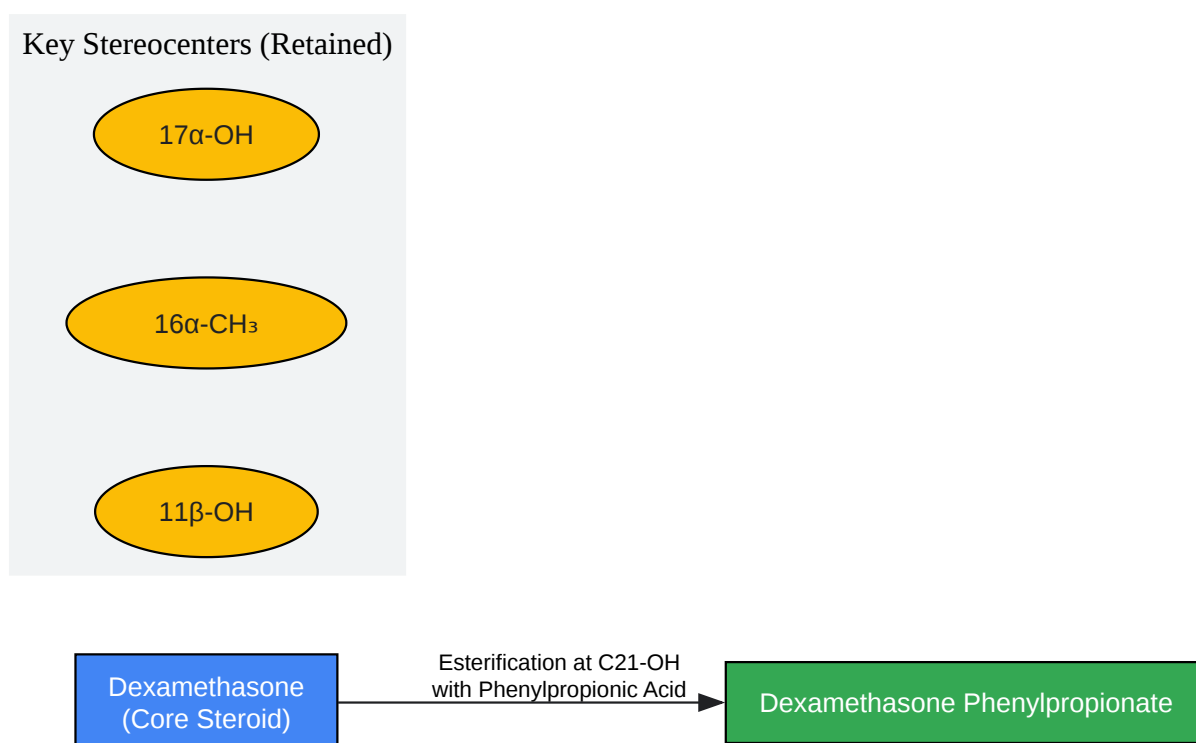 Key Stereocenters (Retained)
17α-OH
16α-CH₃
11β-OH
Dexamethasone
(Core Steroid)
Esterification at C21-OH
with Phenylpropionic Acid
Dexamethasone Phenylpropionate